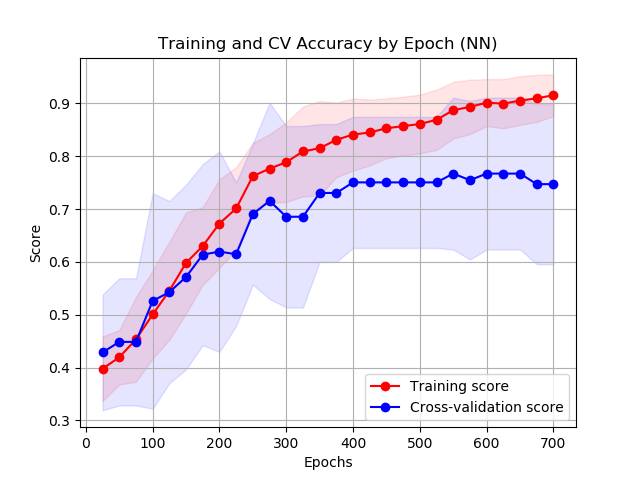 Training and CV Accuracy by Epoch (NN)
Score
0.9
0.8
0.7
0.6
0.5
0.4
0.3
0 100 200 300 400 500 600 700
Epochs
Training score
Cross-validation score